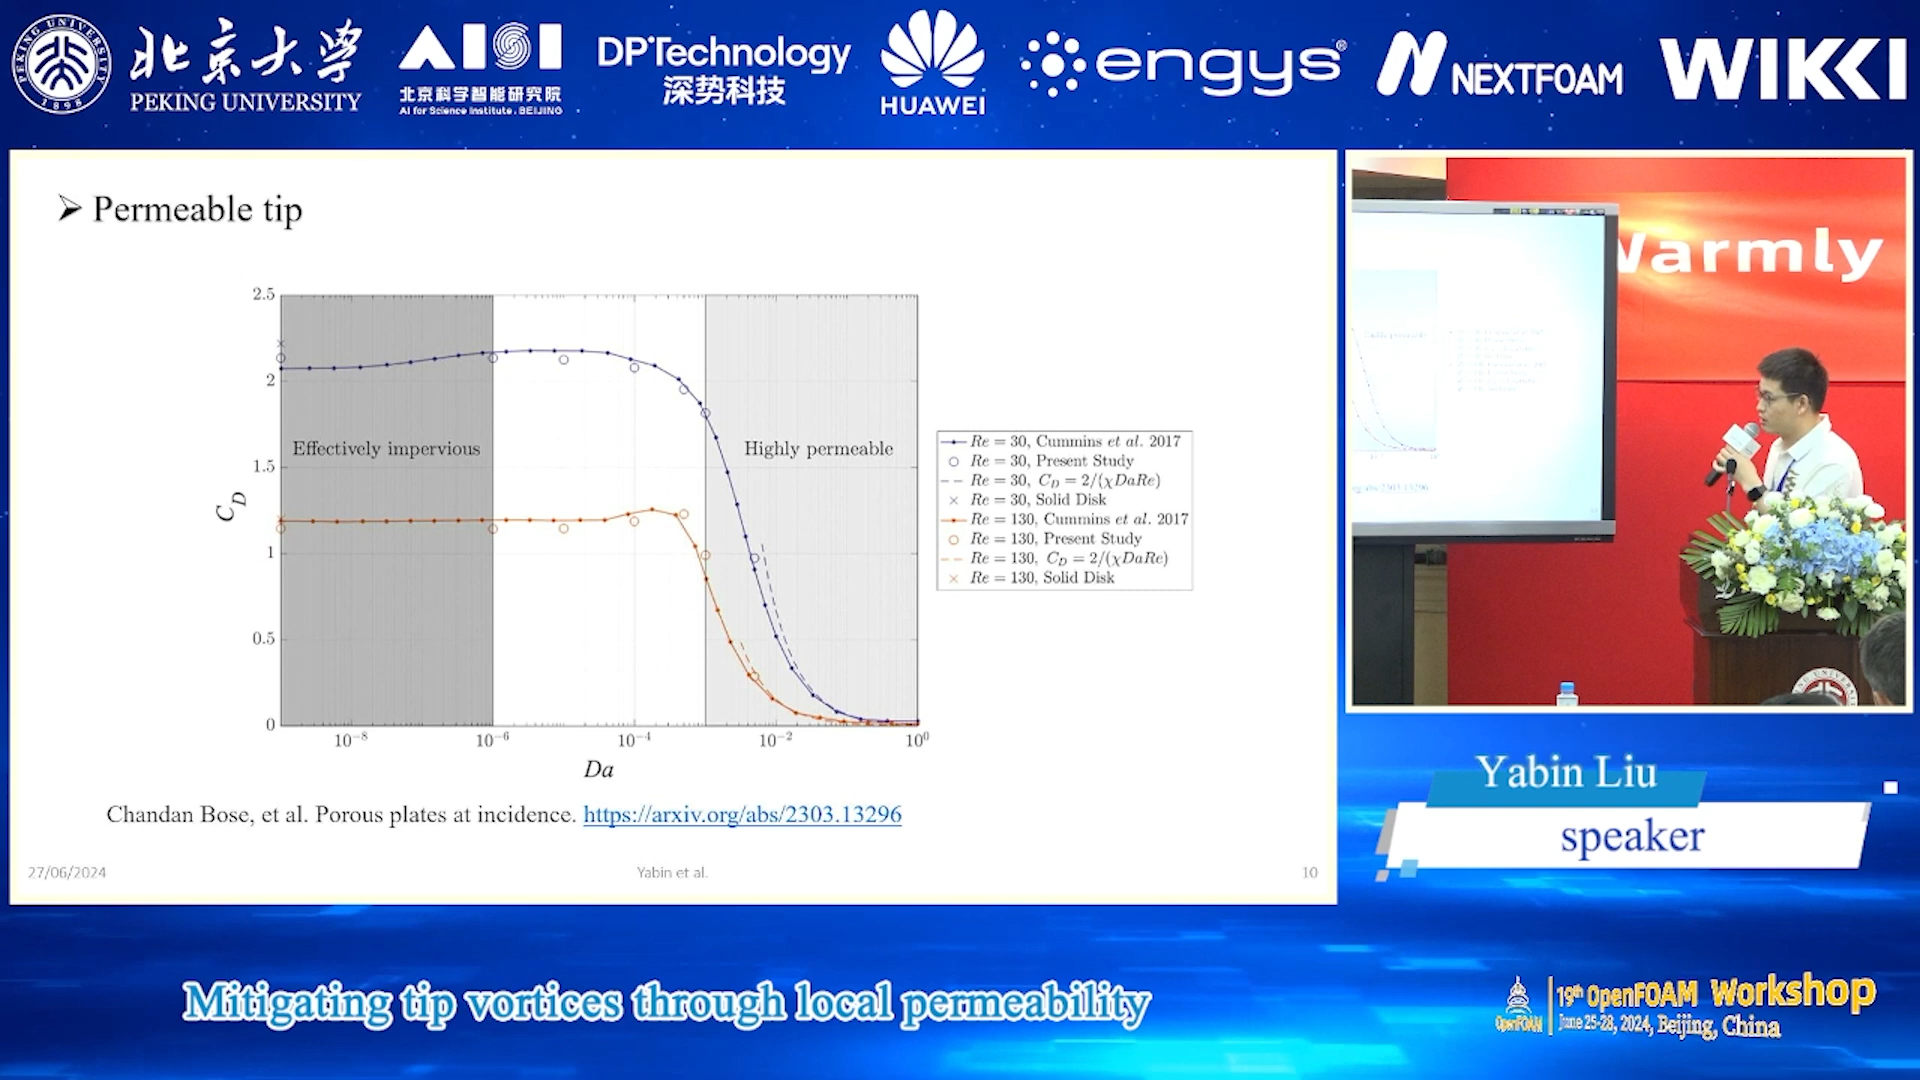 PEKING UNIVERSITY
1898
北京大学
PEKING UNIVERSITY
AISI
北京科学智能研究院
AI for Science Institute, BEIJING
DP Technology
深势科技
HUAWEI
engys®
NEXTFOAM
WIKKI
➢ Permeable tip
2.5
2
1.5
1
0.5
0
C_D
Effectively impervious
Highly permeable
10⁻⁸
10⁻⁶
10⁻⁴
10⁻²
10⁰
Da
Re = 30, Cummins et al. 2017
Re = 30, Present Study
Re = 30, C_D = 2/(χDaRe)
Re = 30, Solid Disk
Re = 130, Cummins et al. 2017
Re = 130, Present Study
Re = 130, C_D = 2/(χDaRe)
Re = 130, Solid Disk
Chandan Bose, et al. Porous plates at incidence. https://arxiv.org/abs/2303.13296
27/06/2024
Yabin et al.
10
Warmly
Yabin Liu
speaker
Mitigating tip vortices through local permeability
OpenFOAM
19th OpenFOAM Workshop
June 25-28, 2024, Beijing, China